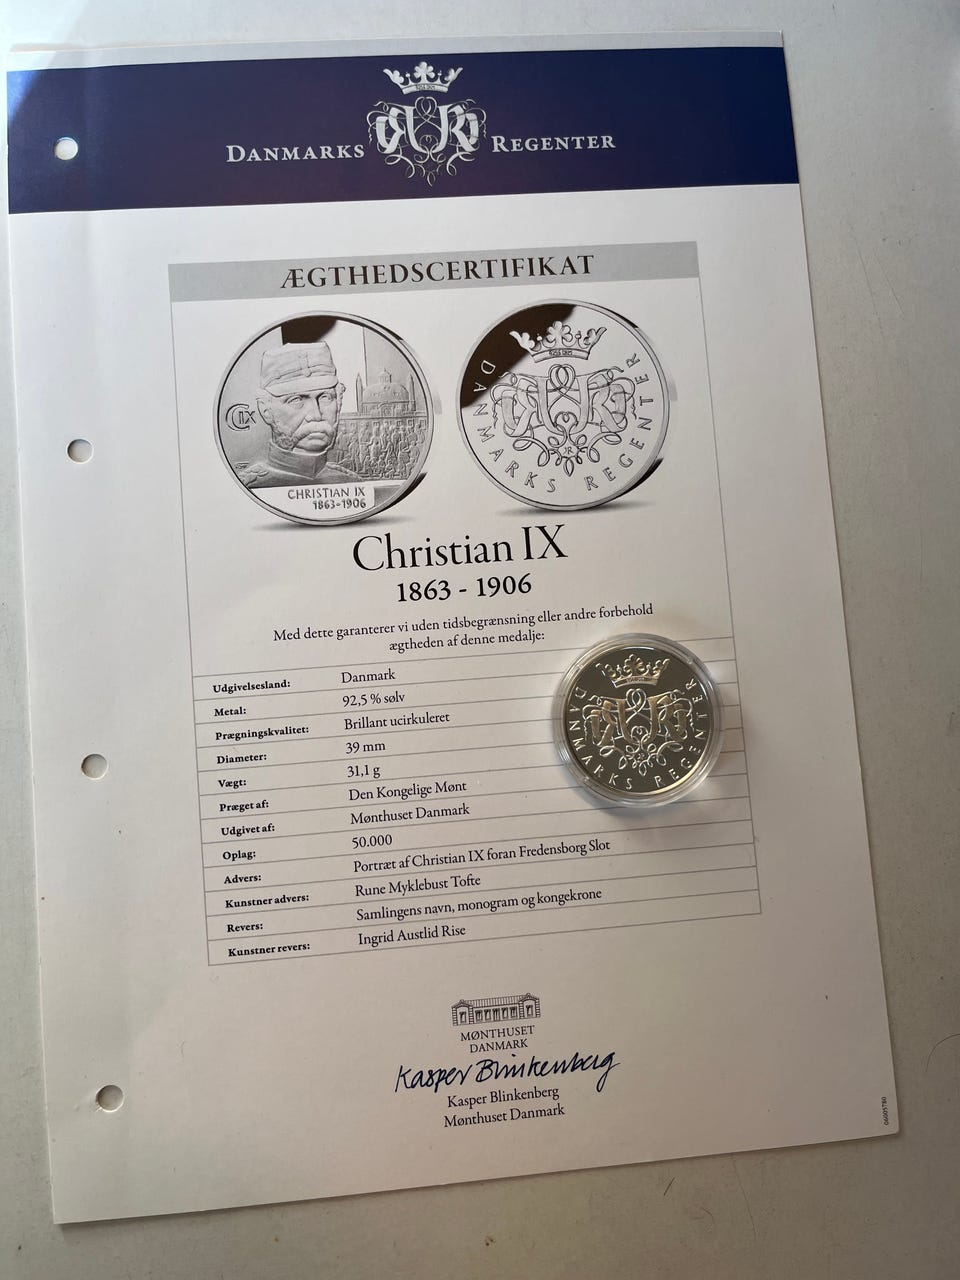 DANMARKS REGENTER
ÆGTHEDSCERTIFIKAT
CIX
CHRISTIAN IX
1863-1906
DANMARKS REGENTER
Christian IX
1863 - 1906
Med dette garanterer vi uden tidsbegrænsning eller andre forbehold
ægtheden af denne medalje:
Udgivelsesland: Danmark
Metal: 92,5 % sølv
Prægningskvalitet: Brillant ucirkuleret
Diameter: 39 mm
Vægt: 31,1 g
Præget af: Den Kongelige Mønt
Udgivet af: Mønthuset Danmark
Oplag: 50.000
Advers: Portræt af Christian IX foran Fredensborg Slot
Kunstner advers: Rune Myklebust Tofte
Revers: Samlingens navn, monogram og kongekrone
Kunstner revers: Ingrid Austlid Rise
DANMARKS REGENTER
MØNTHUSET
DANMARK
Kasper Blinkenberg
Kasper Blinkenberg
Mønthuset Danmark